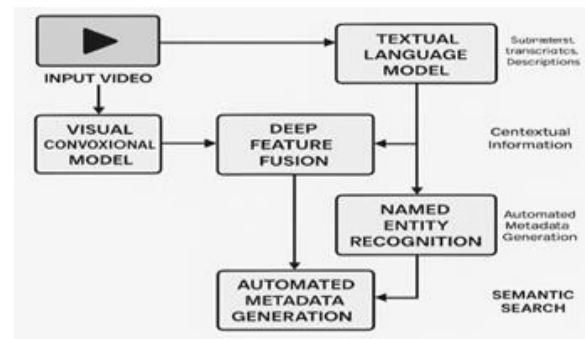 INPUT VIDEO
TEXTUAL
LANGUAGE
MODEL
transcriptcs,
Descriptions
VISUAL
CONVOXIONAL
MODEL
DEEP
FEATURE
FUSION
Centextual
Information
NAMED
ENTITY
RECOGNITION
Automated
Metadata
Generation
AUTOMATED
METADATA
GENERATION
SEMANTIC
SEARCH